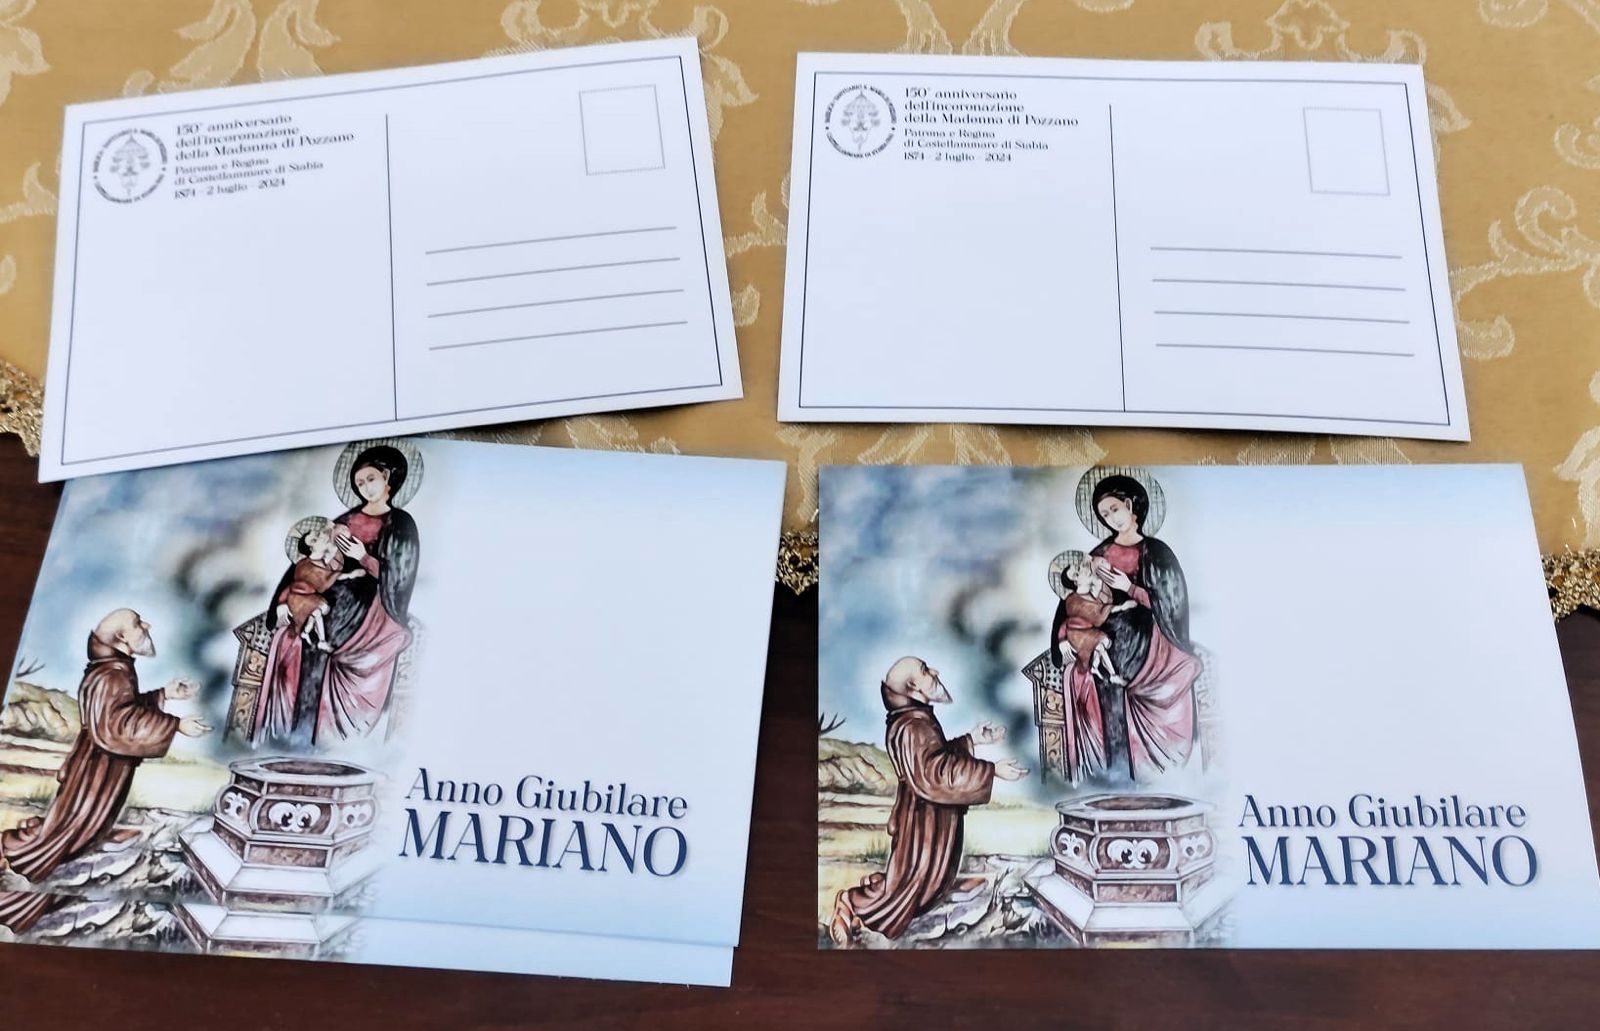 150° anniversario
dell'incoronazione
della Madonna di Pozzano
Patrona e Regina
di Castellammare di Stabia
1874 - 2 luglio - 2024
150° anniversario
dell'incoronazione
della Madonna di Pozzano
Patrona e Regina
di Castellammare di Stabia
1874 - 2 luglio - 2024
Anno Giubilare
MARIANO
Anno Giubilare
MARIANO